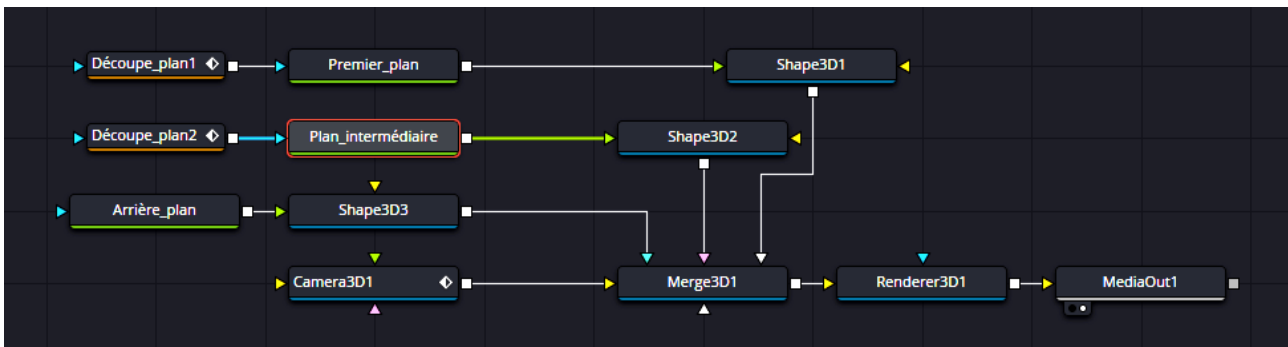 Découpe_plan1
Premier_plan
Shape3D1
Découpe_plan2
Plan_intermédiaire
Shape3D2
Arrière_plan
Shape3D3
Camera3D1
Merge3D1
Renderer3D1
MediaOut1